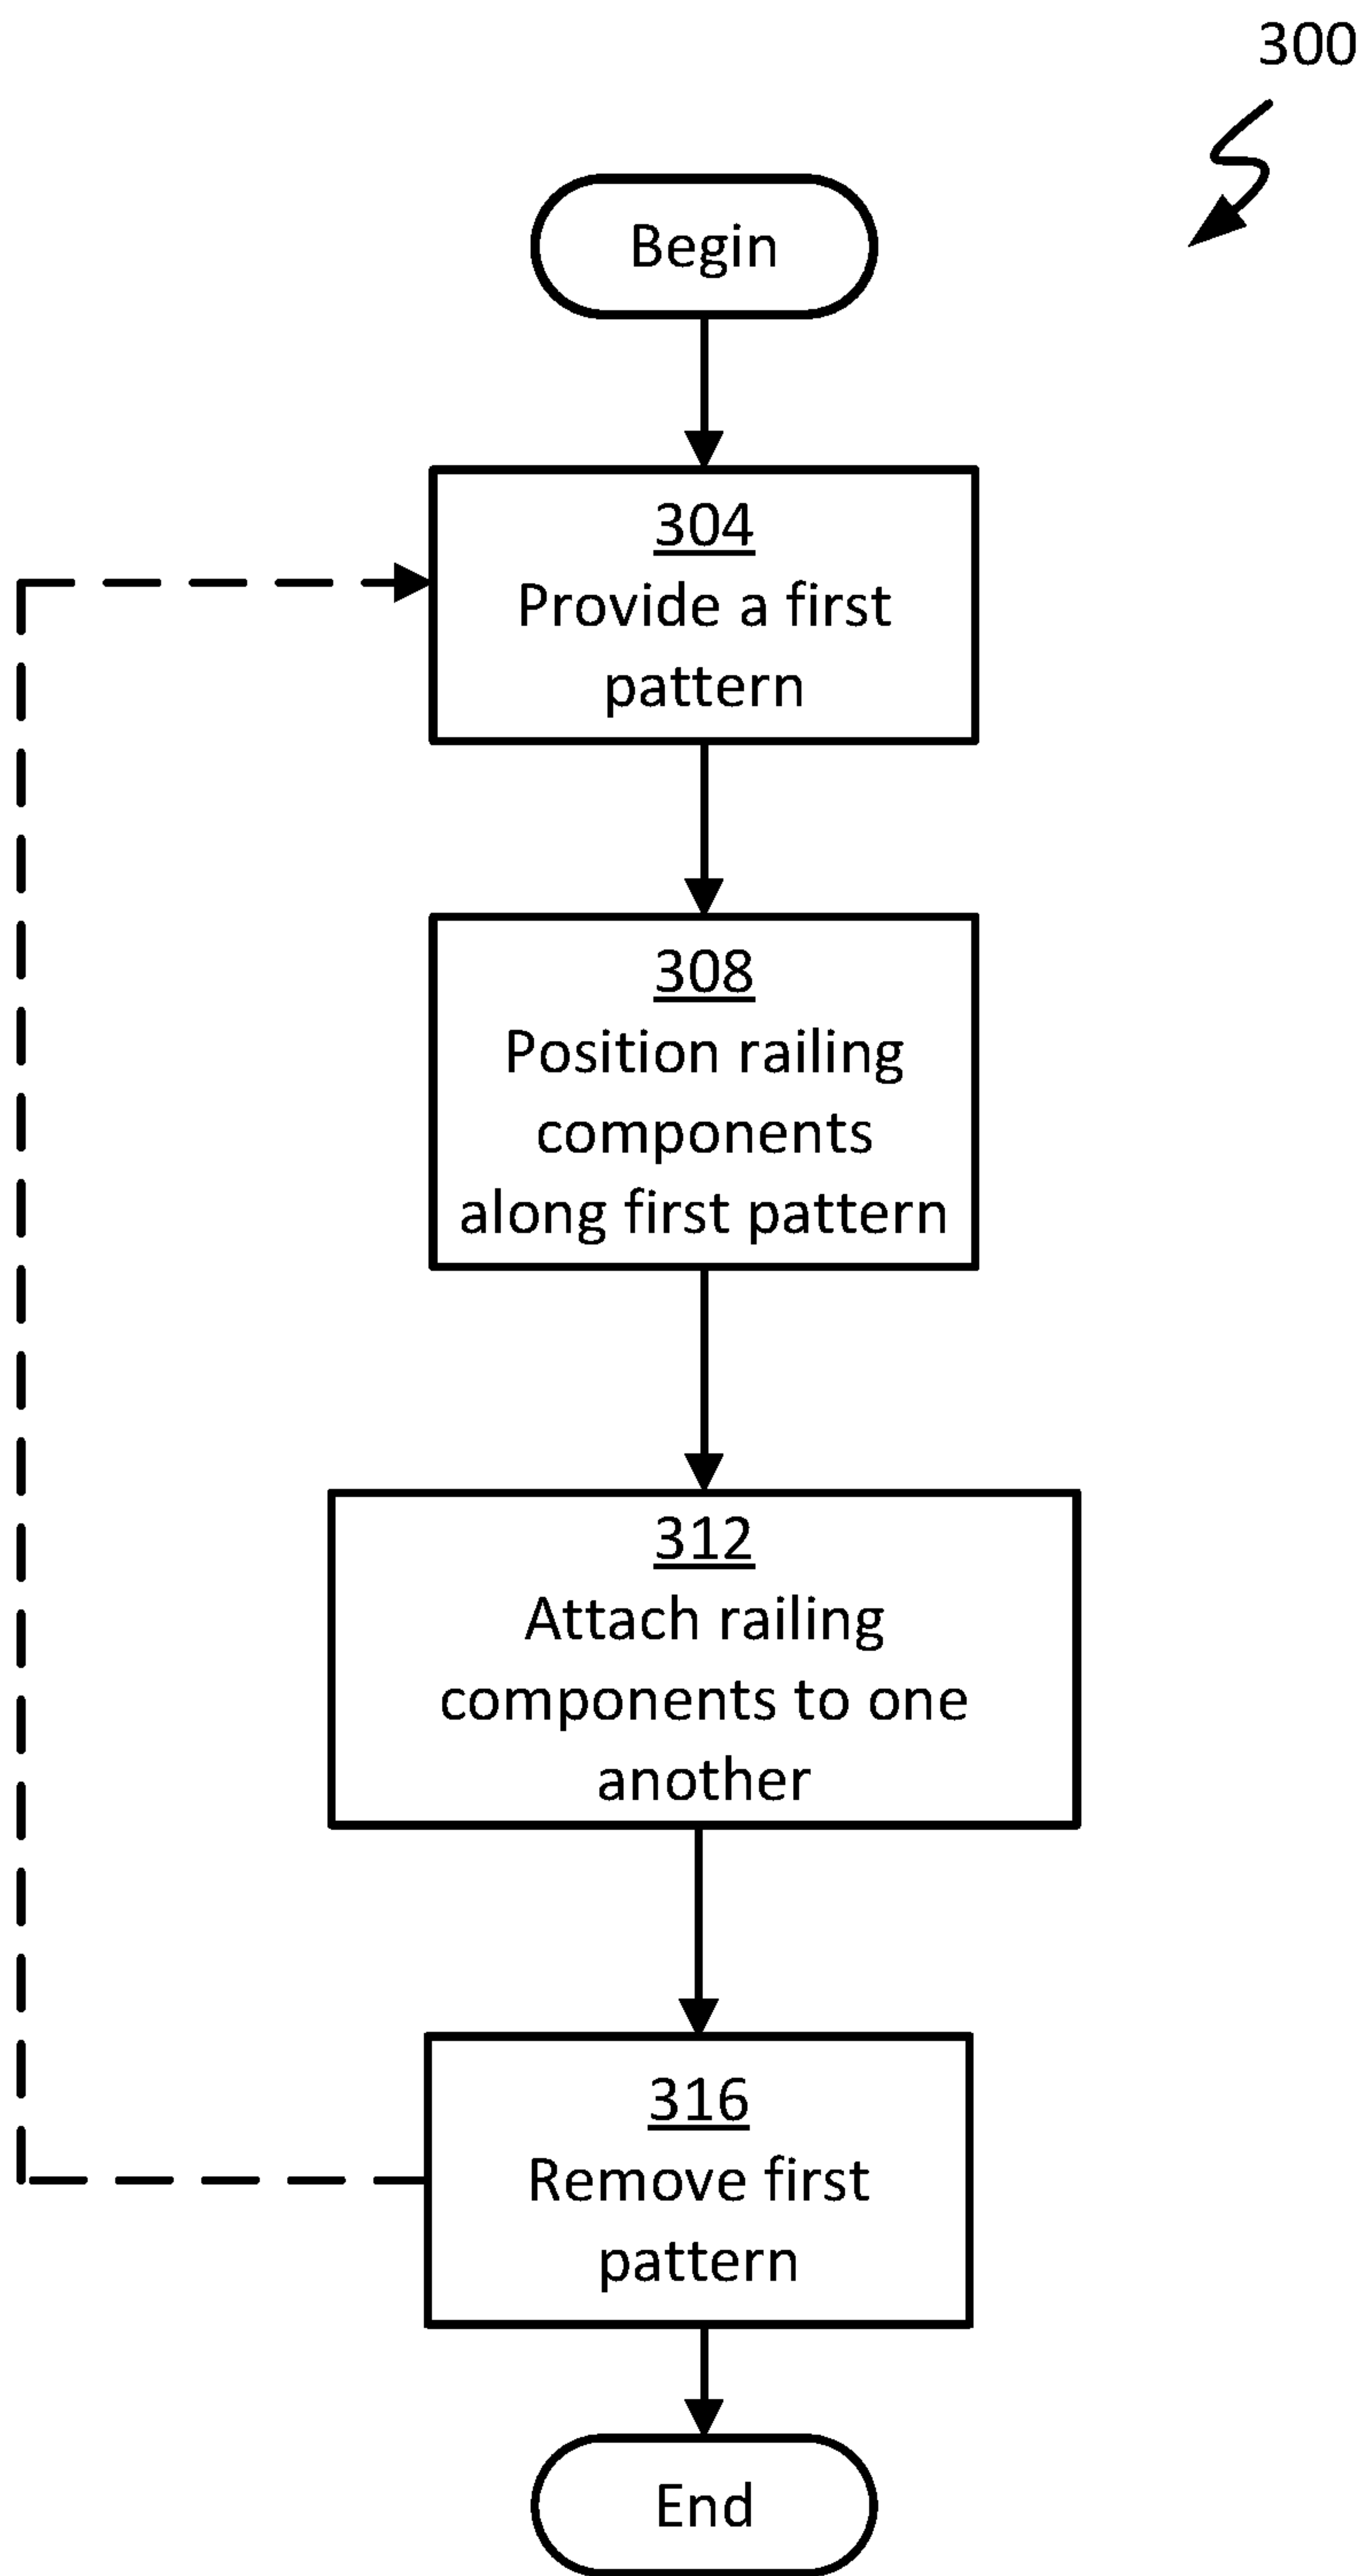 300
Begin
304
Provide a first
pattern
308
Position railing
components
along first pattern
312
Attach railing
components to one
another
316
Remove first
pattern
End